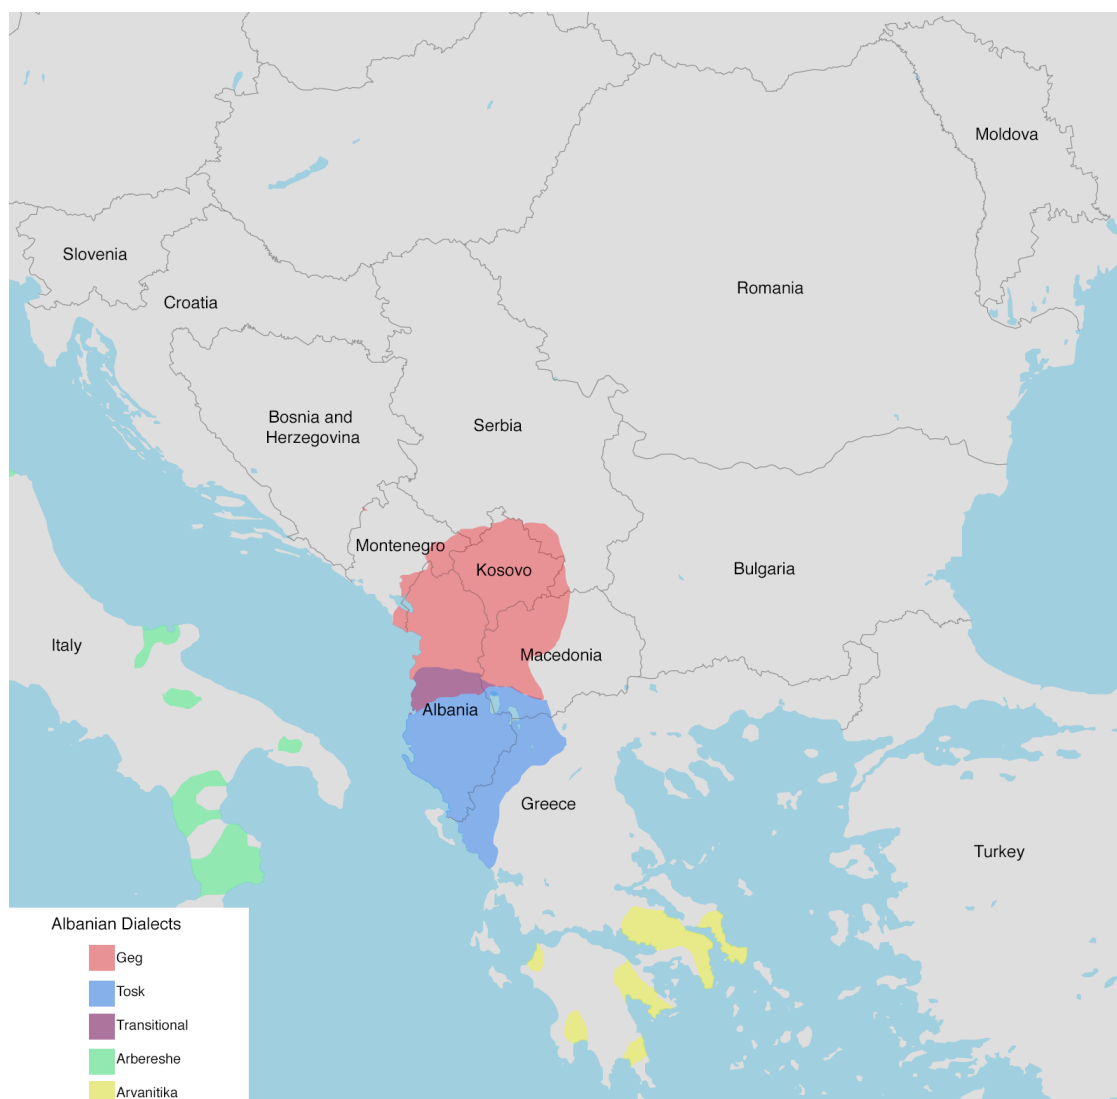 Moldova
Slovenia
Romania
Croatia
Bosnia and
Herzegovina
Serbia
Montenegro
Kosovo
Bulgaria
Italy
Macedonia
Albania
Greece
Turkey
Albanian Dialects
Geg
Tosk
Transitional
Arbereshe
Arvanitika